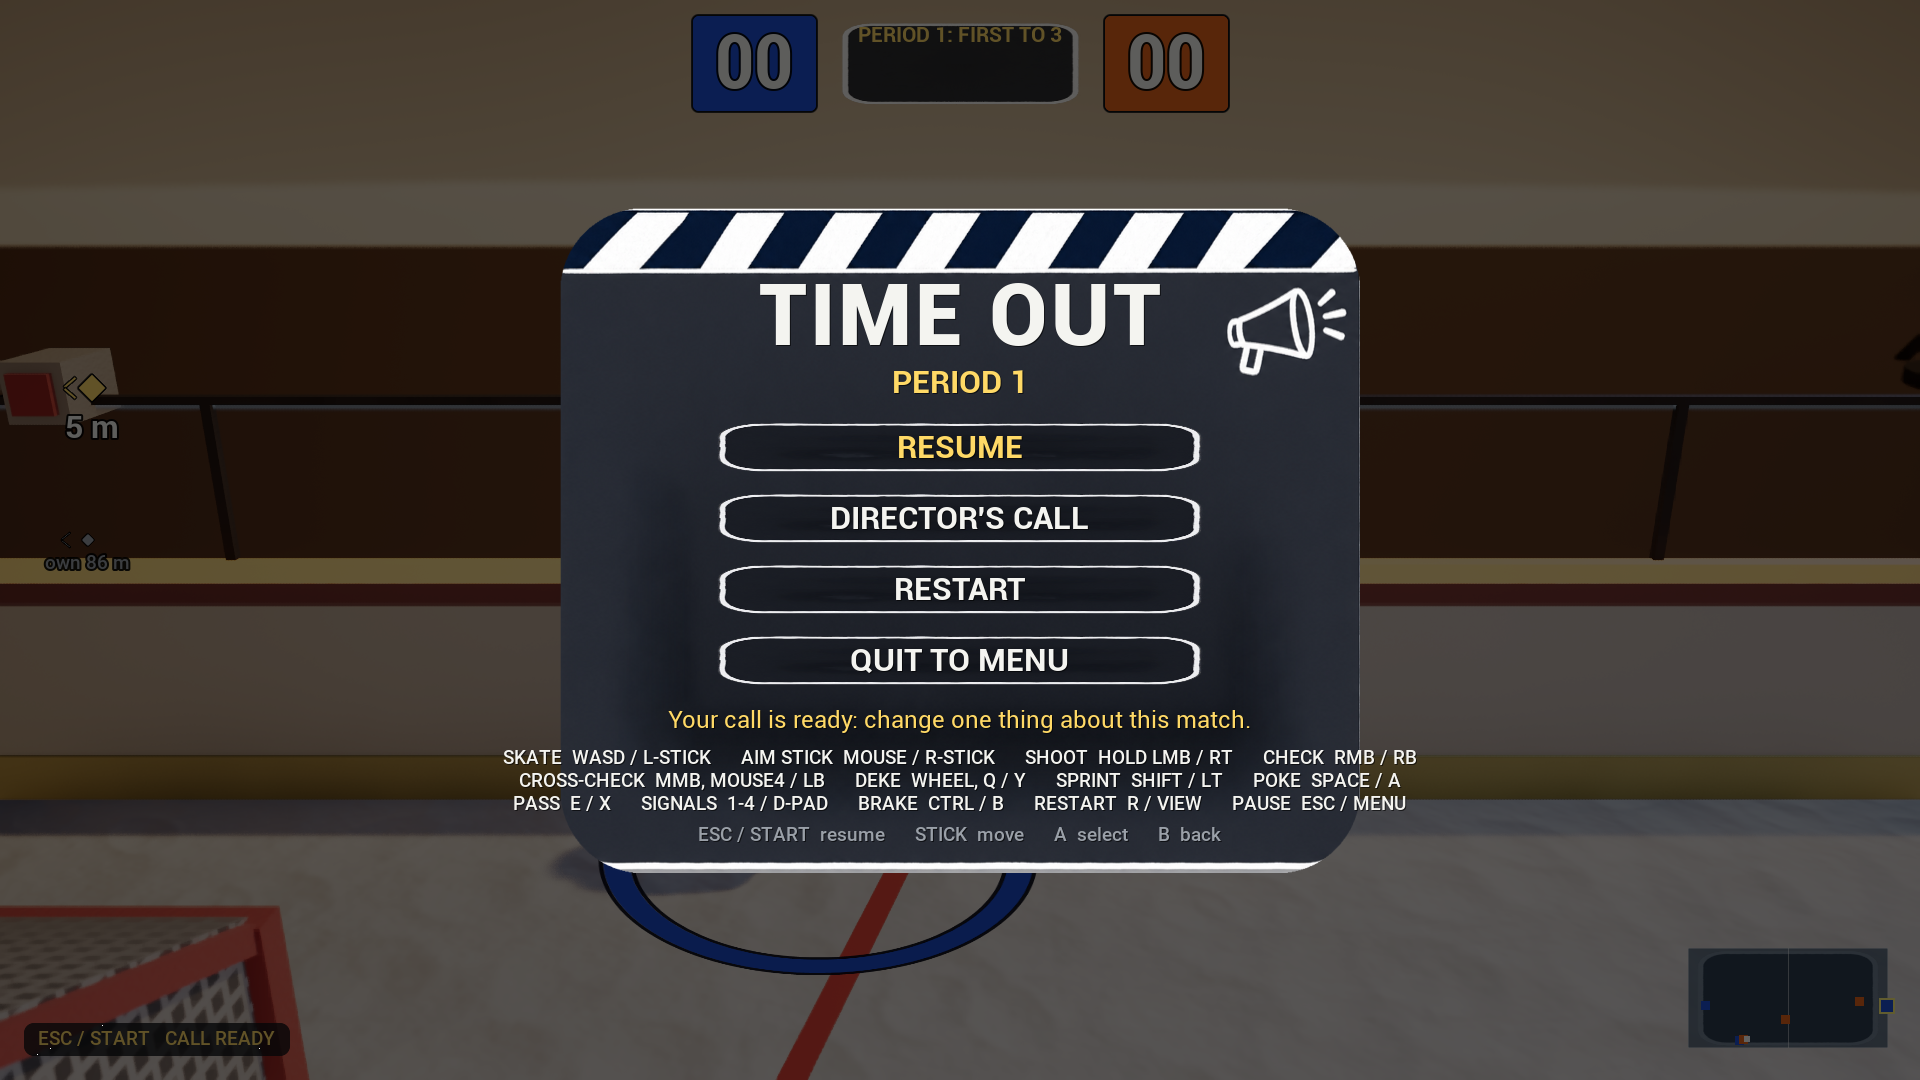 00
PERIOD 1: FIRST TO 3
00
TIME OUT
PERIOD 1
5 m
RESUME
DIRECTOR'S CALL
own 86 m
RESTART
QUIT TO MENU
Your call is ready: change one thing about this match.
SKATE WASD / L-STICK AIM STICK MOUSE / R-STICK SHOOT HOLD LMB / RT CHECK RMB / RB
CROSS-CHECK MMB, MOUSE4 / LB DEKE WHEEL, Q / Y SPRINT SHIFT / LT POKE SPACE / A
PASS E / X SIGNALS 1-4 / D-PAD BRAKE CTRL / B RESTART R / VIEW PAUSE ESC / MENU
ESC / START resume STICK move A select B back
ESC / START CALL READY